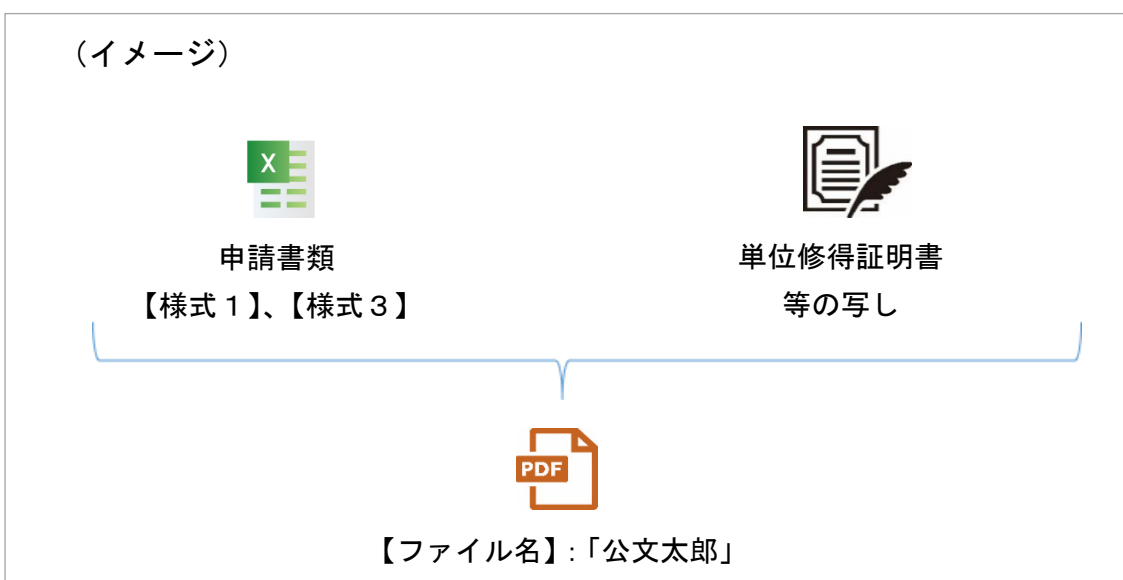 （イメージ）
X
申請書類
【様式１】、【様式３】
単位修得証明書
等の写し
PDF
【ファイル名】：「公文太郎」